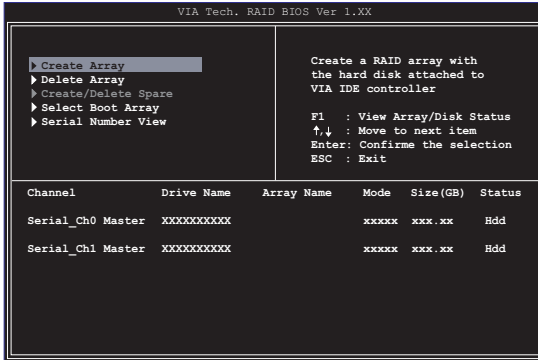 VIA Tech. RAID BIOS Ver 1.XX
Create Array
Delete Array
Create/Delete Spare
Select Boot Array
Serial Number View
Create a RAID array with
the hard disk attached to
VIA IDE controller
F1 : View Array/Disk Status
↑,↓ : Move to next item
Enter: Confirme the selection
ESC : Exit
Channel Drive Name Array Name Mode Size(GB) Status
Serial_Ch0 Master XXXXXXXXXX xxxxx xxx.xx Hdd
Serial_Ch1 Master XXXXXXXXXX xxxxx xxx.xx Hdd